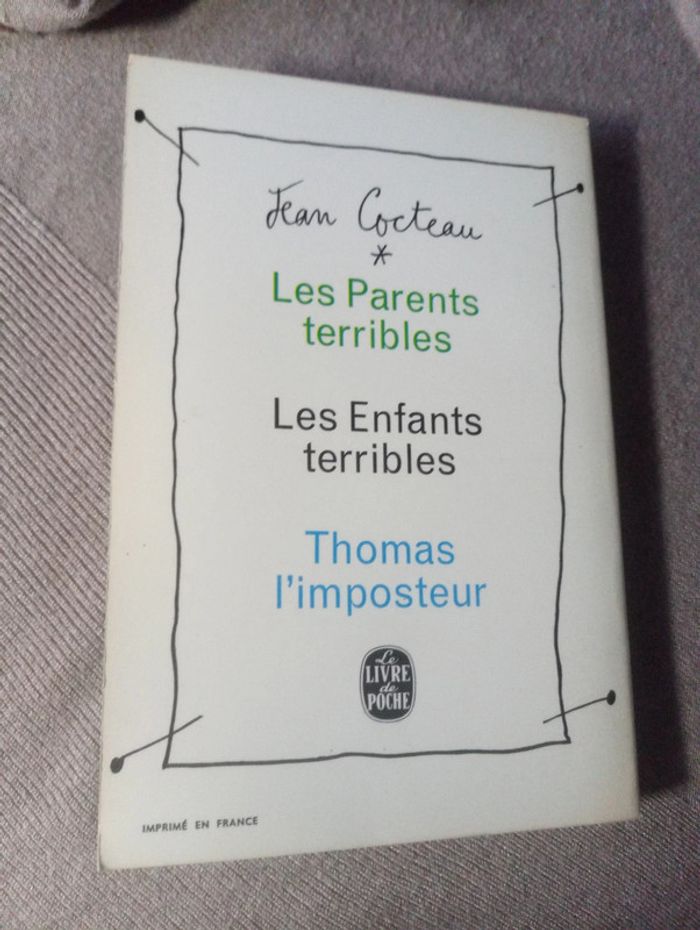 Jean Cocteau
*
Les Parents
terribles
Les Enfants
terribles
Thomas
l'imposteur
Le
LIVRE
de
POCHE
IMPRIMÉ EN FRANCE